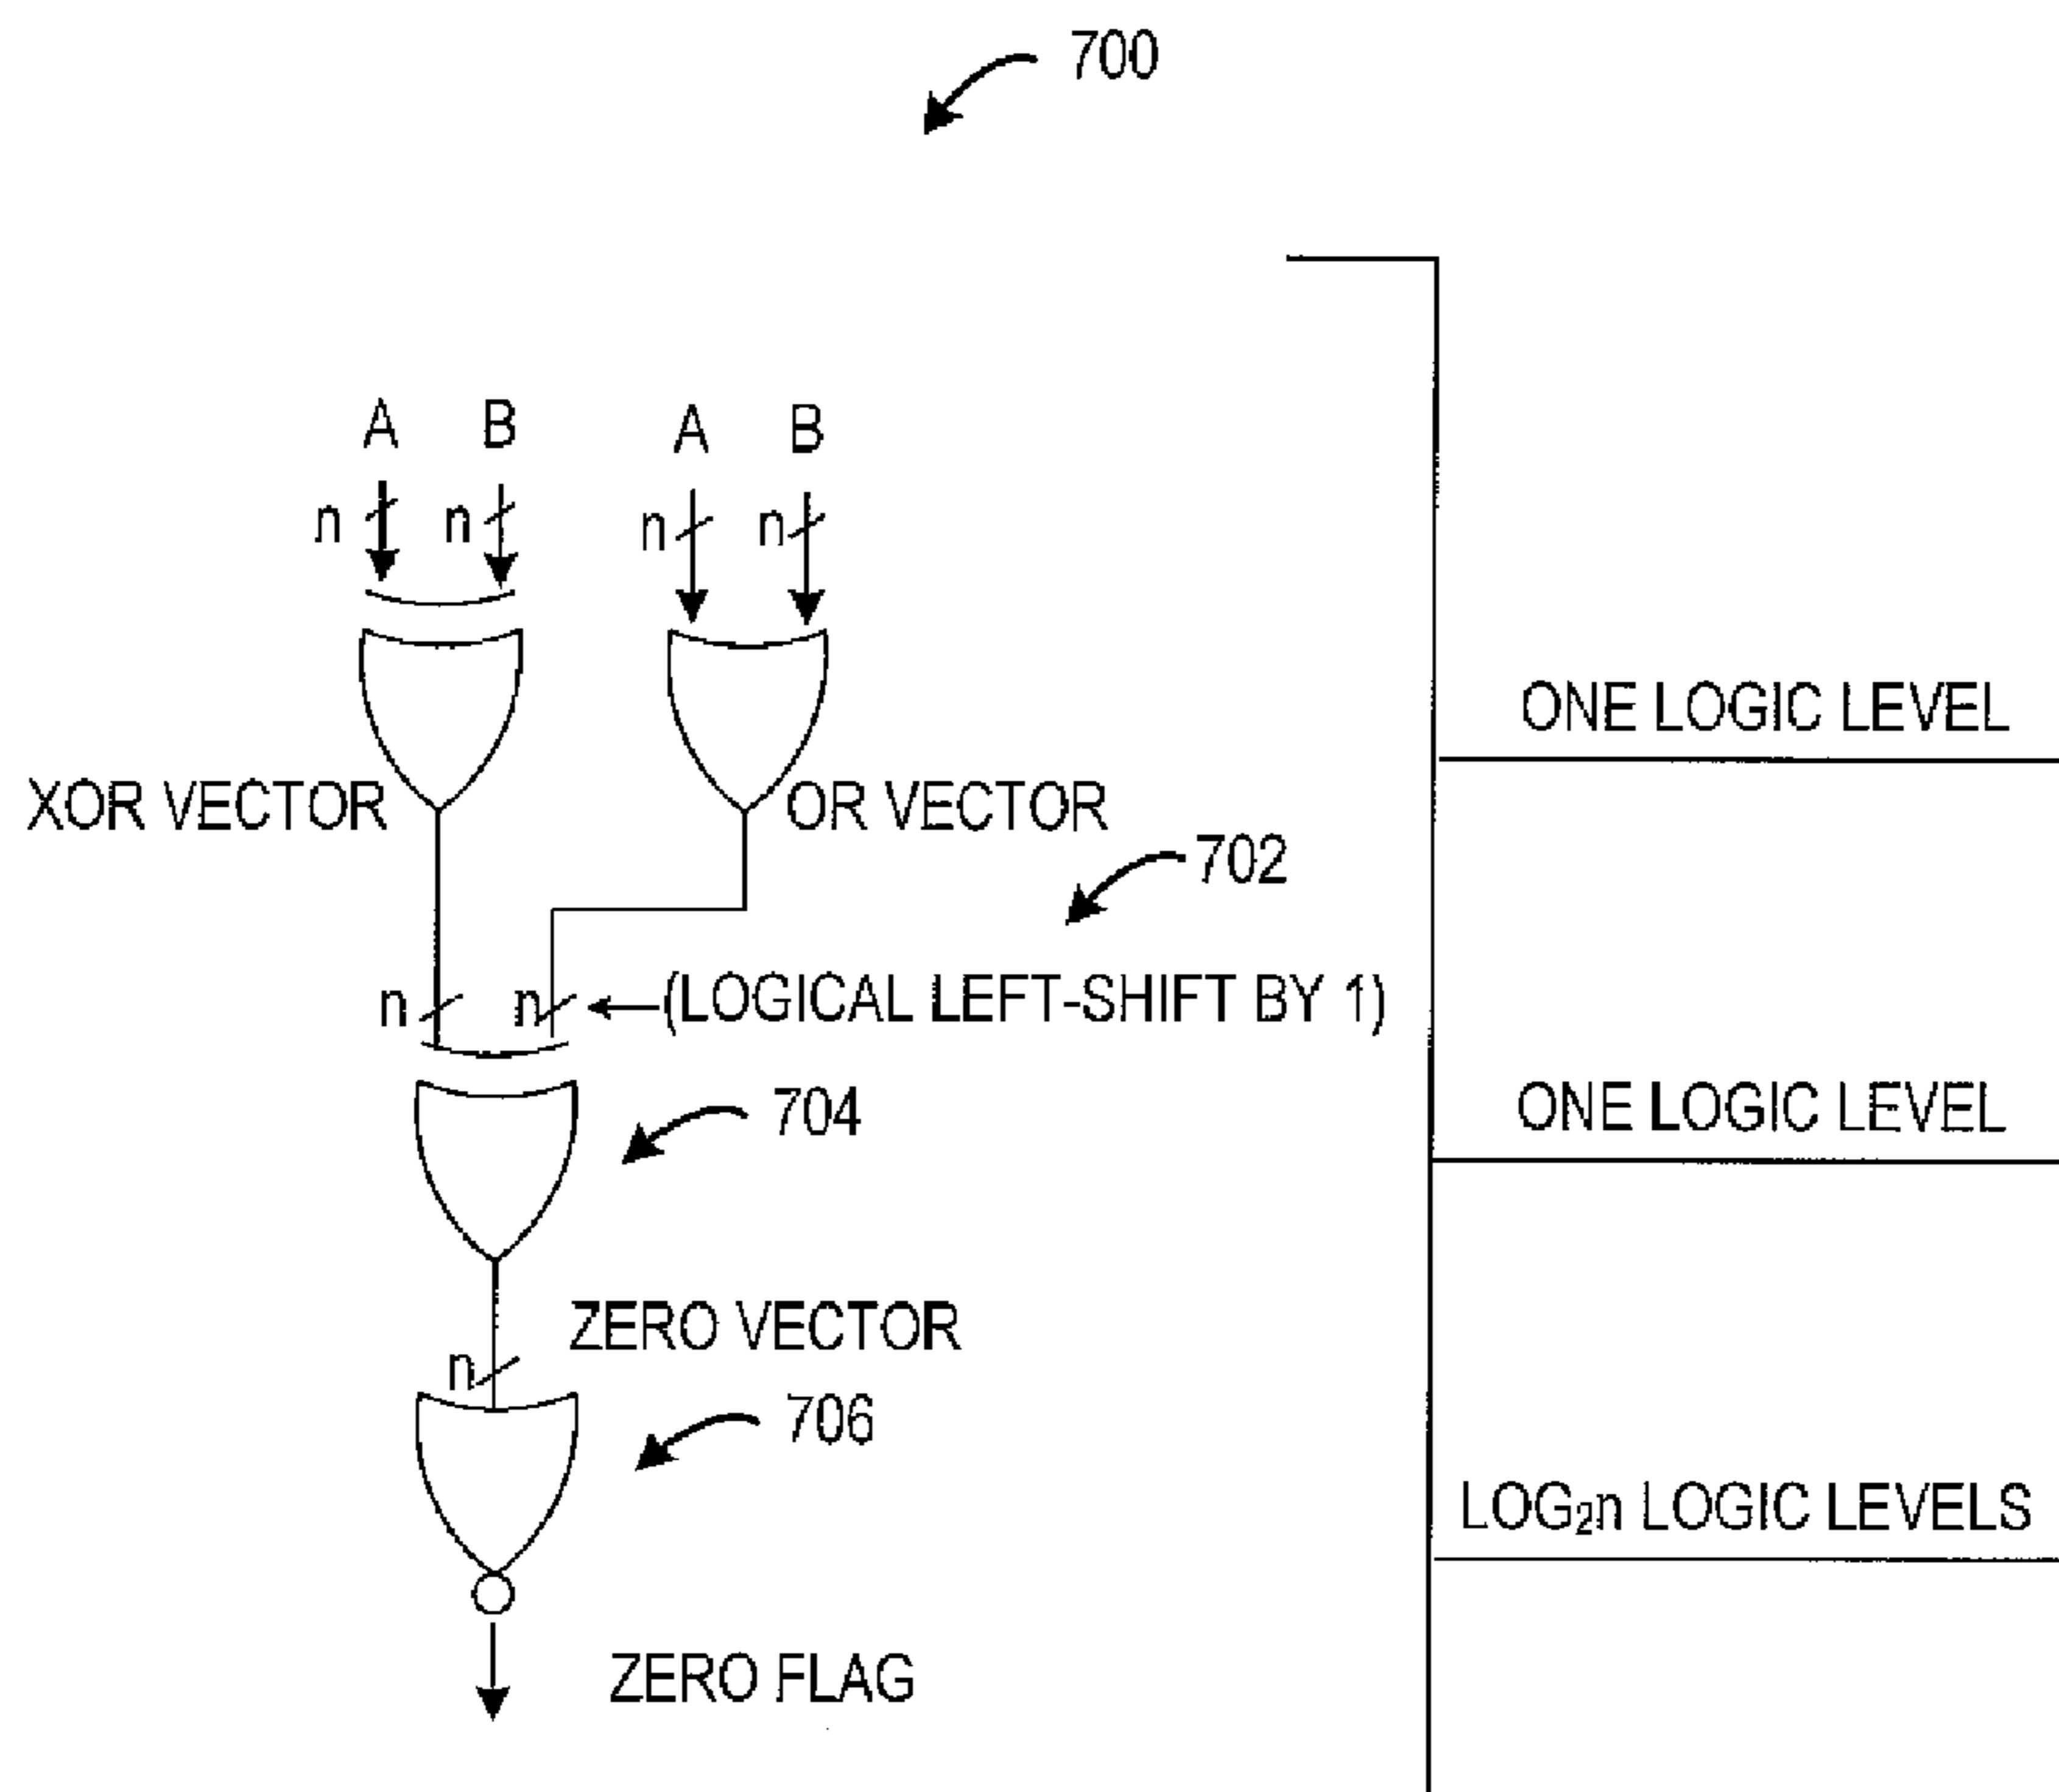 700
A B A B
n n n n
ONE LOGIC LEVEL
XOR VECTOR OR VECTOR
702
n n (LOGICAL LEFT-SHIFT BY 1)
704
ONE LOGIC LEVEL
ZERO VECTOR
n
706
LOG₂n LOGIC LEVELS
ZERO FLAG